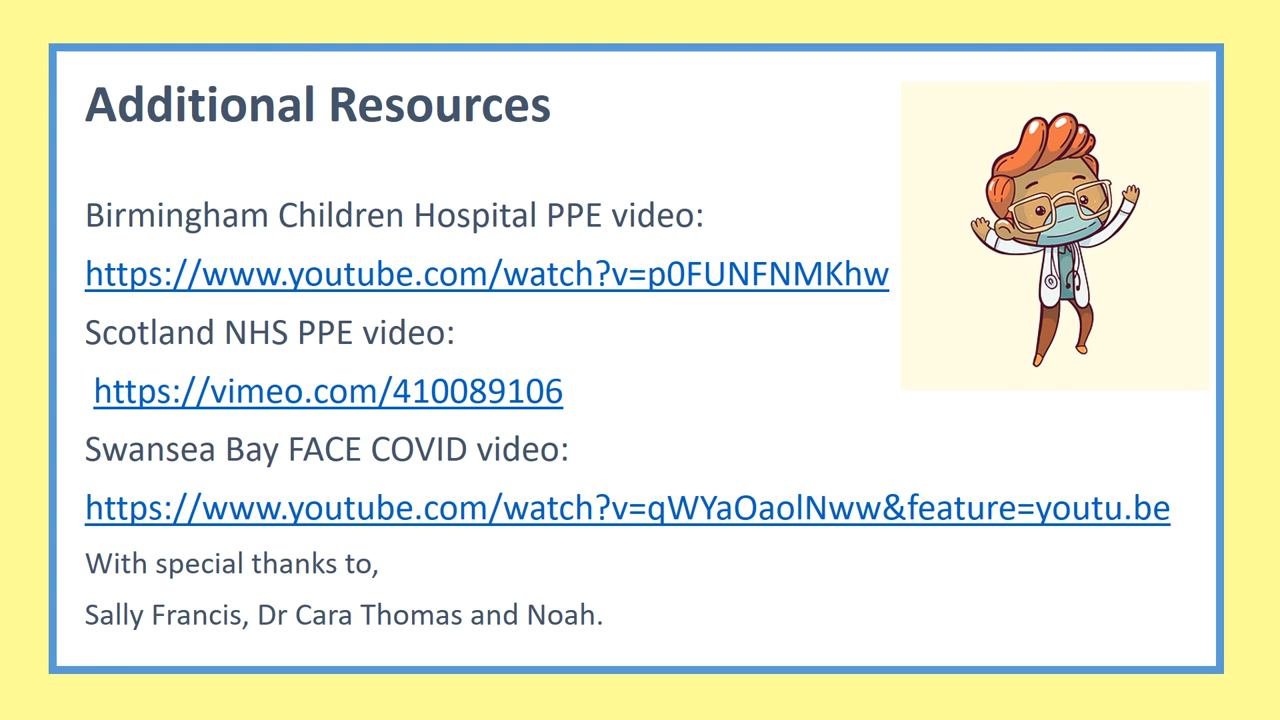 Additional Resources
Birmingham Children Hospital PPE video:
https://www.youtube.com/watch?v=p0FUNFNMKhw
Scotland NHS PPE video:
https://vimeo.com/410089106
Swansea Bay FACE COVID video:
https://www.youtube.com/watch?v=qWYaOaolNww&feature=youtu.be
With special thanks to,
Sally Francis, Dr Cara Thomas and Noah.